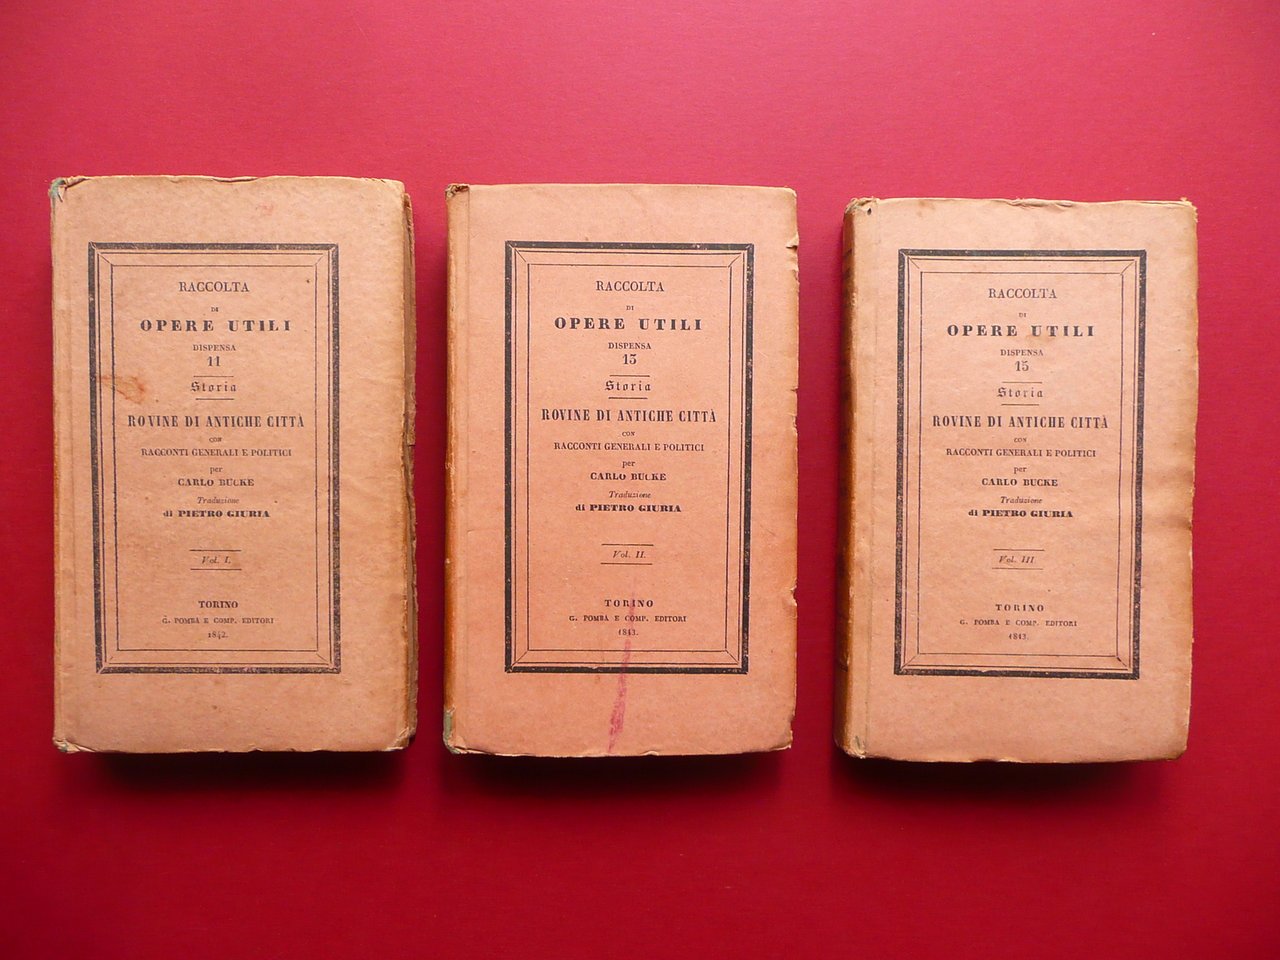 RACCOLTA
DI
OPERE UTILI
DISPENSA
11
Storia
ROVINE DI ANTICHE CITTÀ
CON
RACCONTI GENERALI E POLITICI
per
CARLO BUCKE
Traduzione
di PIETRO GIURIA
Vol. I.
TORINO
G. POMBA E COMP. EDITORI
1842.
RACCOLTA
DI
OPERE UTILI
DISPENSA
13
Storia
ROVINE DI ANTICHE CITTÀ
CON
RACCONTI GENERALI E POLITICI
per
CARLO BUCKE
Traduzione
di PIETRO GIURIA
Vol. II.
TORINO
G. POMBA E COMP. EDITORI
1843.
RACCOLTA
DI
OPERE UTILI
DISPENSA
15
Storia
ROVINE DI ANTICHE CITTÀ
CON
RACCONTI GENERALI E POLITICI
per
CARLO BUCKE
Traduzione
di PIETRO GIURIA
Vol. III
TORINO
G. POMBA E COMP. EDITORI
1843.